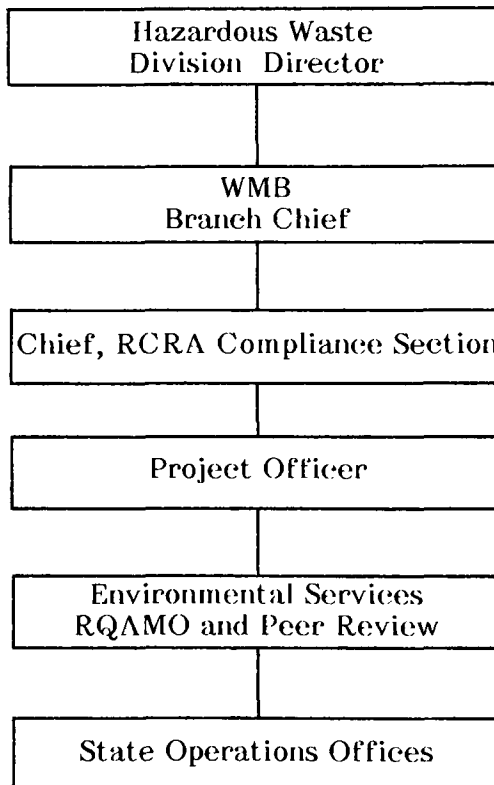 Hazardous Waste
Division Director
WMB
Branch Chief
Chief, RCRA Compliance Section
Project Officer
Environmental Services
RQAMO and Peer Review
State Operations Offices